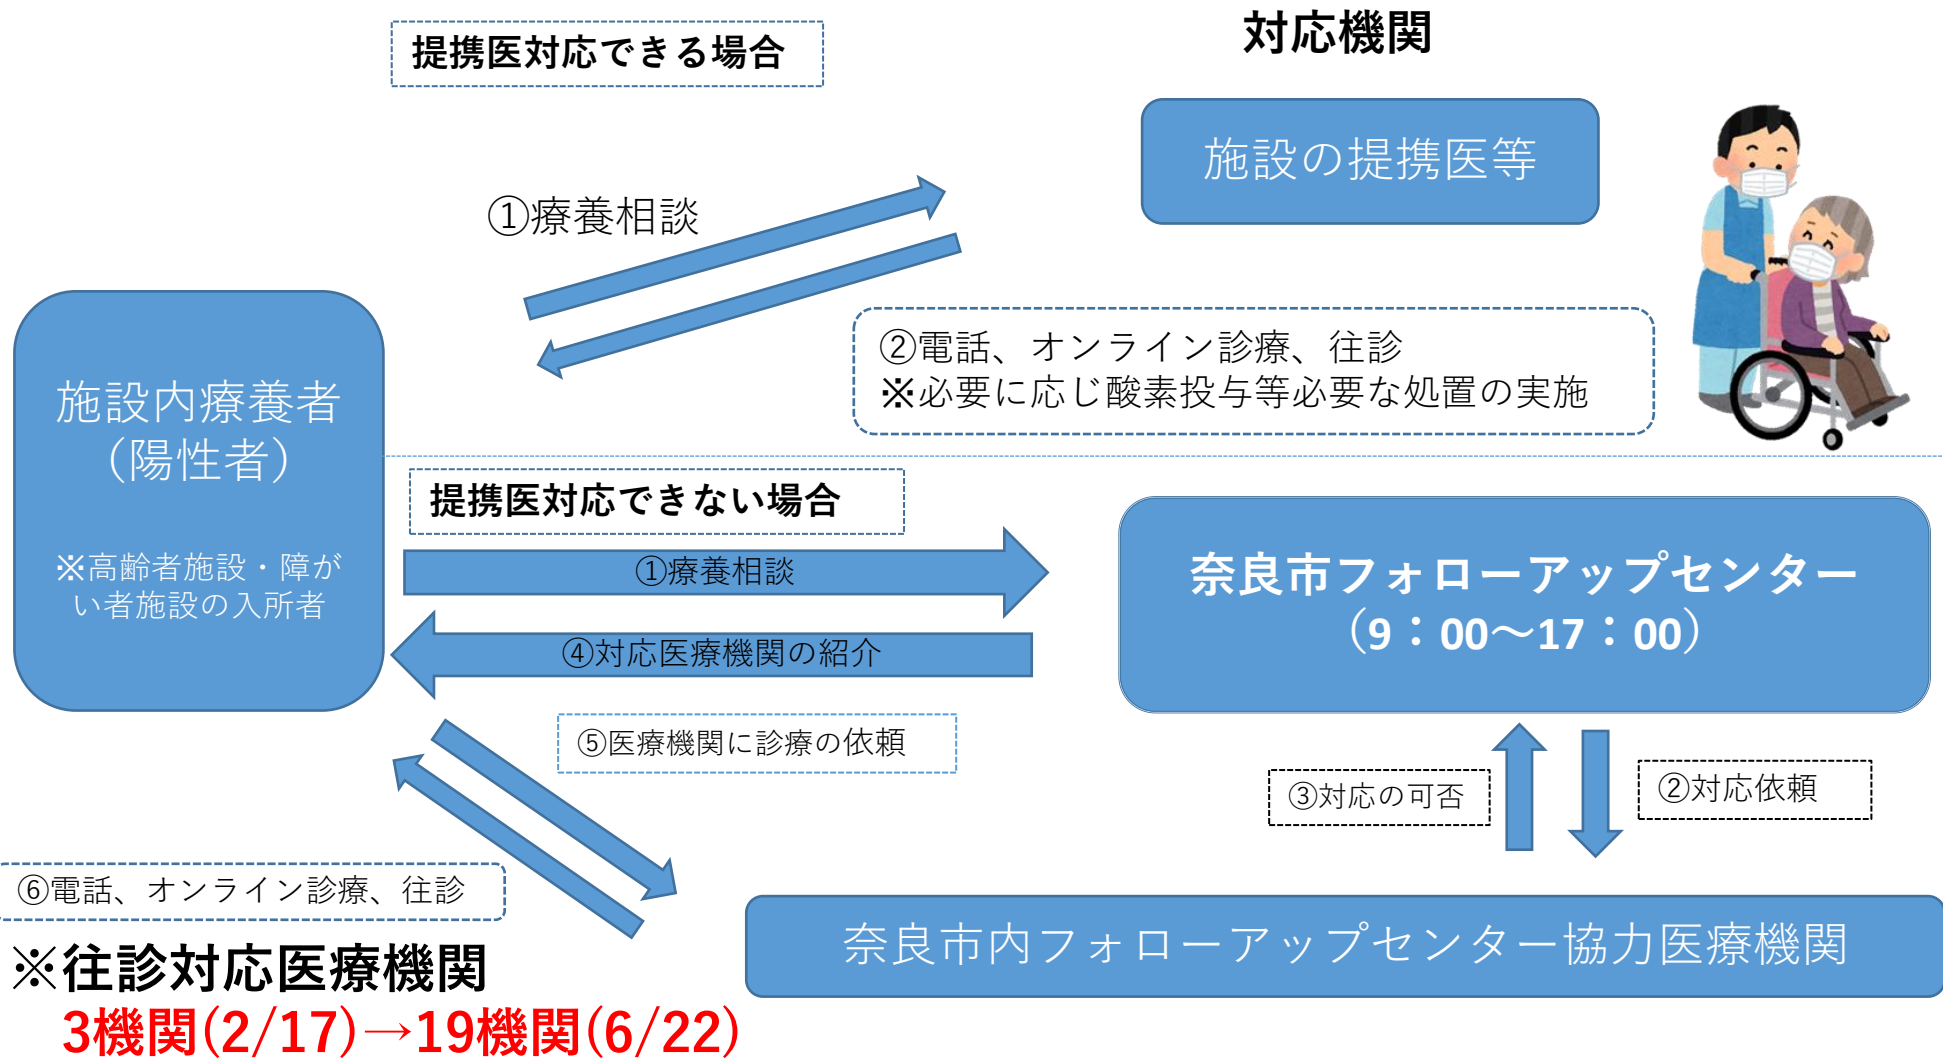 対応機関
提携医対応できる場合
施設の提携医等
①療養相談
②電話、オンライン診療、往診
※必要に応じ酸素投与等必要な処置の実施
施設内療養者
（陽性者）
※高齢者施設・障が
い者施設の入所者
提携医対応できない場合
①療養相談
④対応医療機関の紹介
奈良市フォローアップセンター
（9：00～17：00）
⑤医療機関に診療の依頼
③対応の可否
②対応依頼
⑥電話、オンライン診療、往診
奈良市内フォローアップセンター協力医療機関
※往診対応医療機関
3機関(2/17)→19機関(6/22)